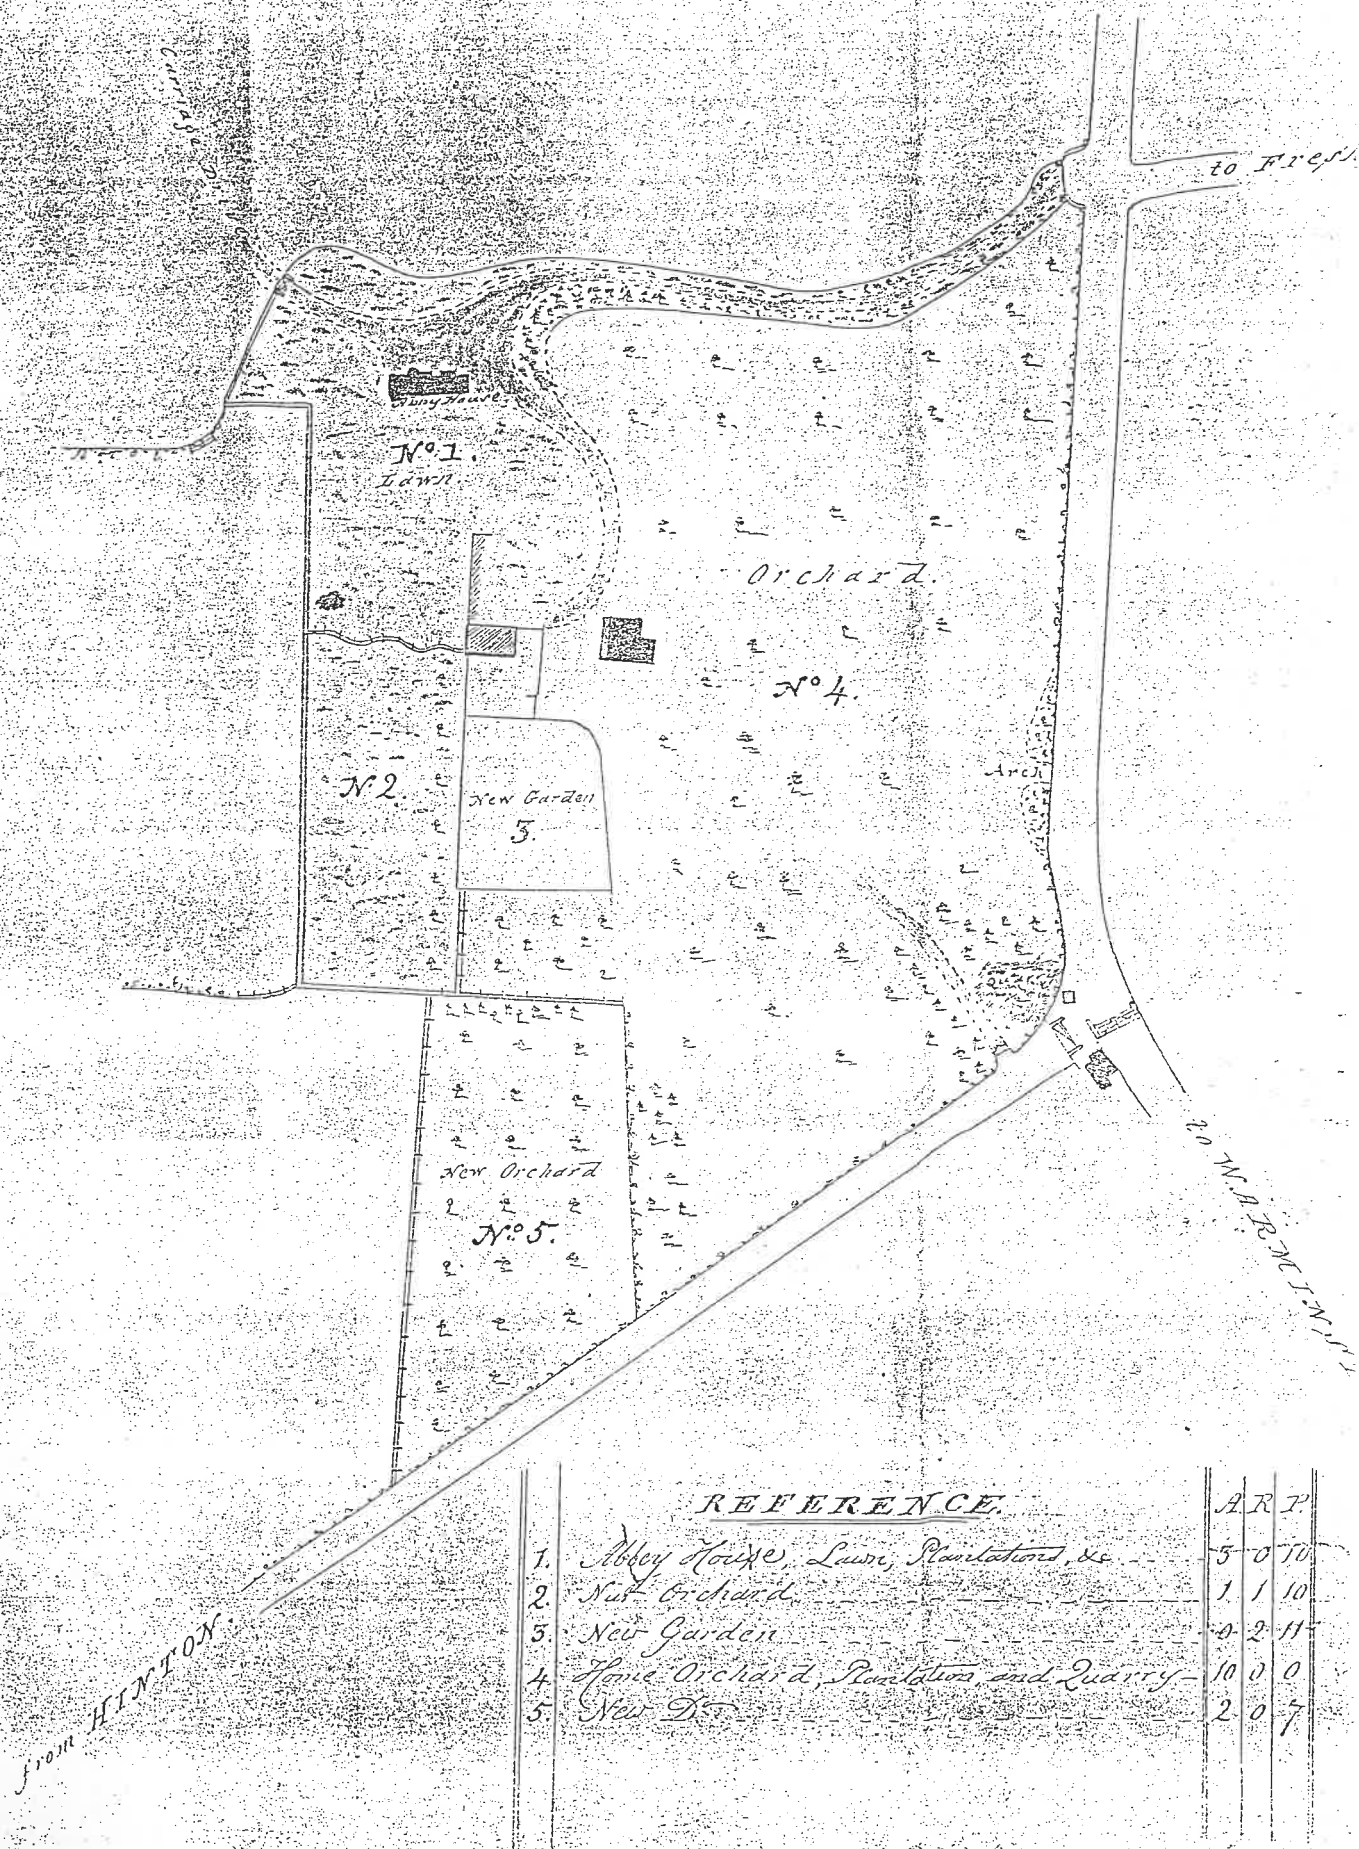 to Fresh
Abbey House
No 1.
Lawn.
Orchard.
No 4.
N. 2.
New Garden
3.
Arch
New Orchard
No. 5.
to WARMINST
from HINTON.
REFERENCE. A R P.
1. Abbey House, Lawn, Plantations, &c 5 0 10
2. Nut Orchard 1 1 10
3. New Garden 0 2 11
4 Home Orchard, Plantation, and Quarry 10 0 0
5. New Do 2 0 7